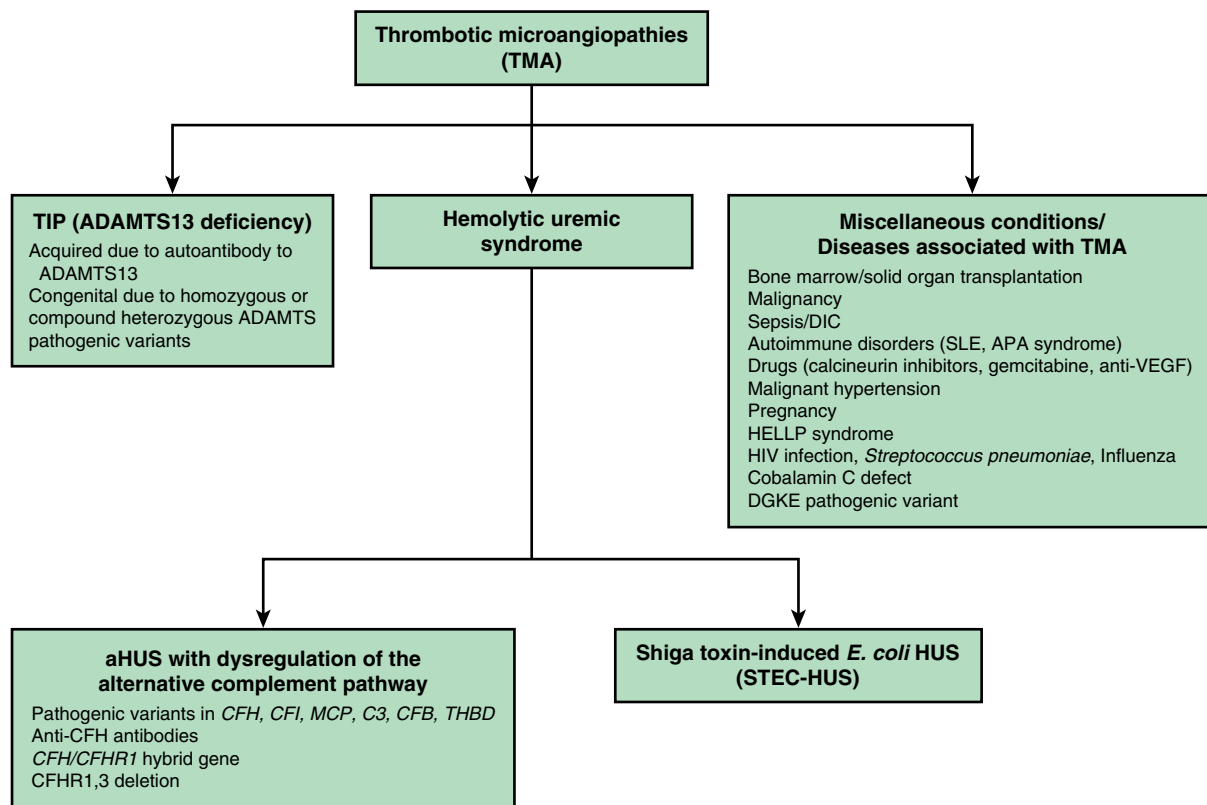 Thrombotic microangiopathies
(TMA)
TIP (ADAMTS13 deficiency)
Acquired due to autoantibody to
ADAMTS13
Congenital due to homozygous or
compound heterozygous ADAMTS
pathogenic variants
Hemolytic uremic
syndrome
Miscellaneous conditions/
Diseases associated with TMA
Bone marrow/solid organ transplantation
Malignancy
Sepsis/DIC
Autoimmune disorders (SLE, APA syndrome)
Drugs (calcineurin inhibitors, gemcitabine, anti-VEGF)
Malignant hypertension
Pregnancy
HELLP syndrome
HIV infection, Streptococcus pneumoniae, Influenza
Cobalamin C defect
DGKE pathogenic variant
aHUS with dysregulation of the
alternative complement pathway
Pathogenic variants in CFH, CFI, MCP, C3, CFB, THBD
Anti-CFH antibodies
CFH/CFHR1 hybrid gene
CFHR1,3 deletion
Shiga toxin-induced E. coli HUS
(STEC-HUS)